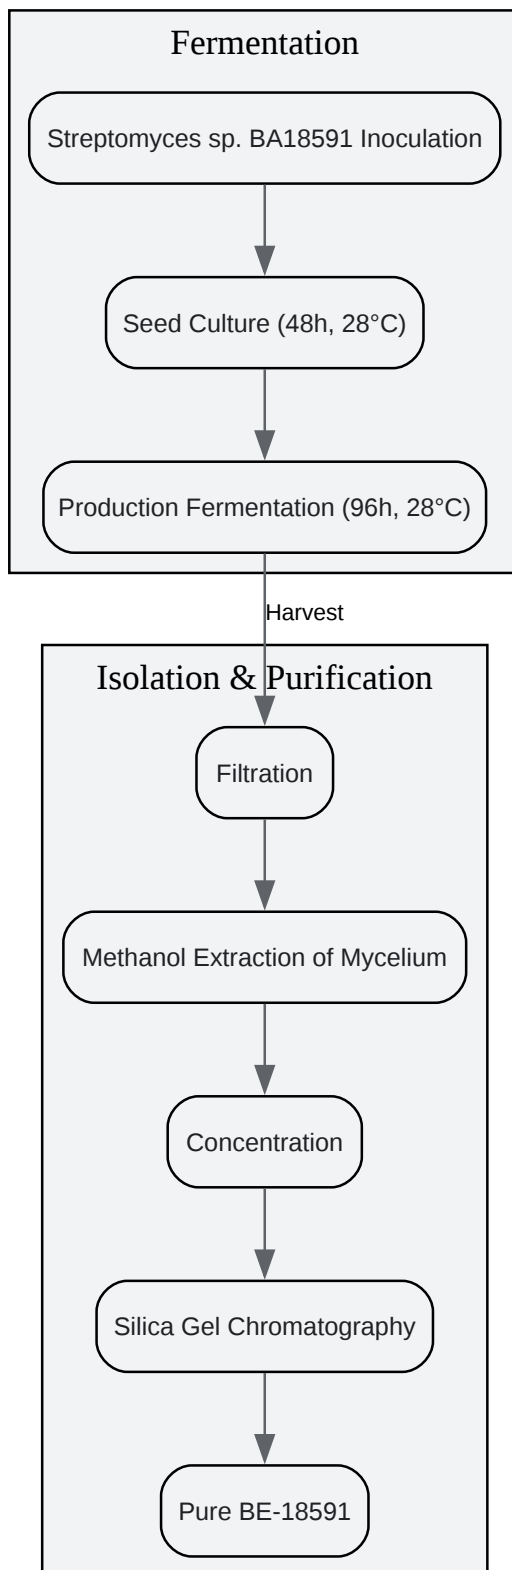 Fermentation
Streptomyces sp. BA18591 Inoculation
Seed Culture (48h, 28°C)
Production Fermentation (96h, 28°C)
Harvest
Isolation & Purification
Filtration
Methanol Extraction of Mycelium
Concentration
Silica Gel Chromatography
Pure BE-18591